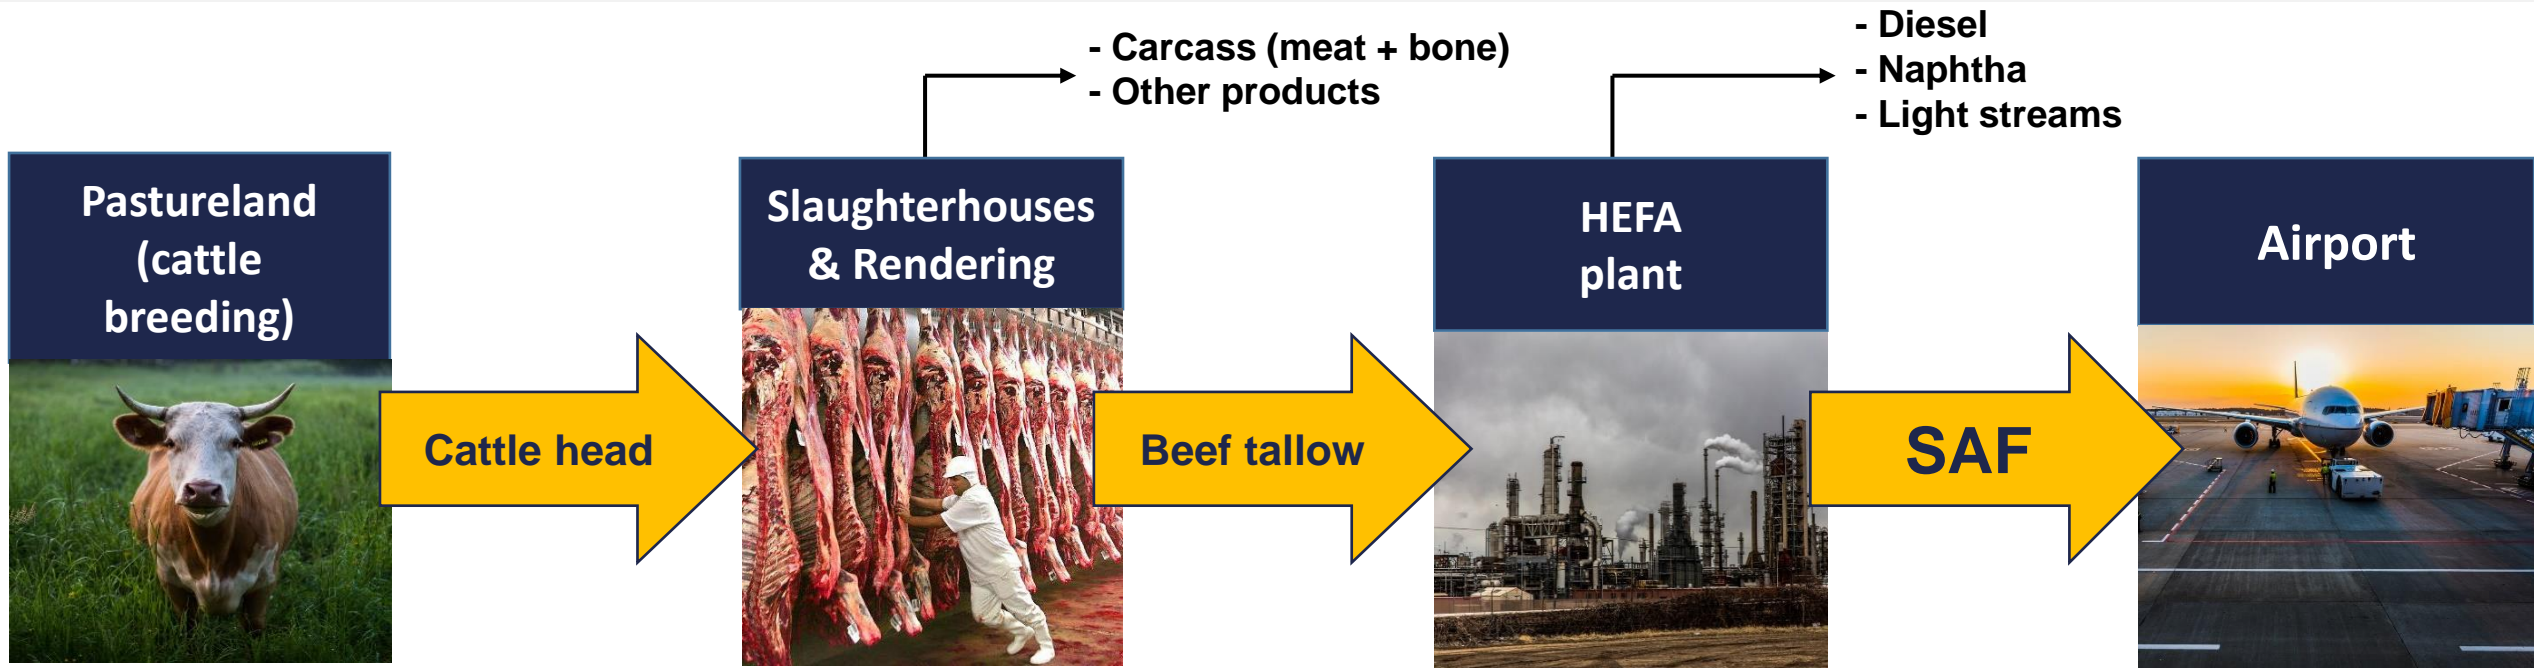 - Carcass (meat + bone)
- Other products
- Diesel
- Naphtha
- Light streams
Pastureland
(cattle
breeding)
Slaughterhouses
& Rendering
HEFA
plant
Airport
Cattle head
Beef tallow
SAF